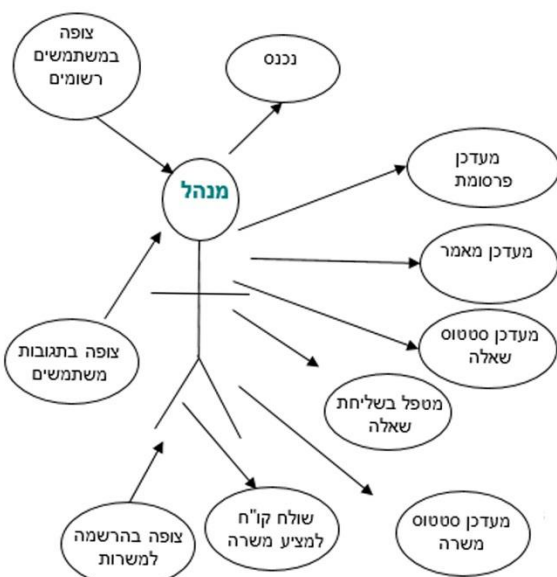 צופה
במשתמשים
רשומים
נכנס
מנהל
מעדכן
פרסומת
מעדכן מאמר
מעדכן סטטוס
שאלה
מטפל בשליחת
שאלה
צופה בתגובות
משתמשים
מעדכן סטטוס
משרה
שולח קו"ח
למציע משרה
צופה בהרשמה
למשרות